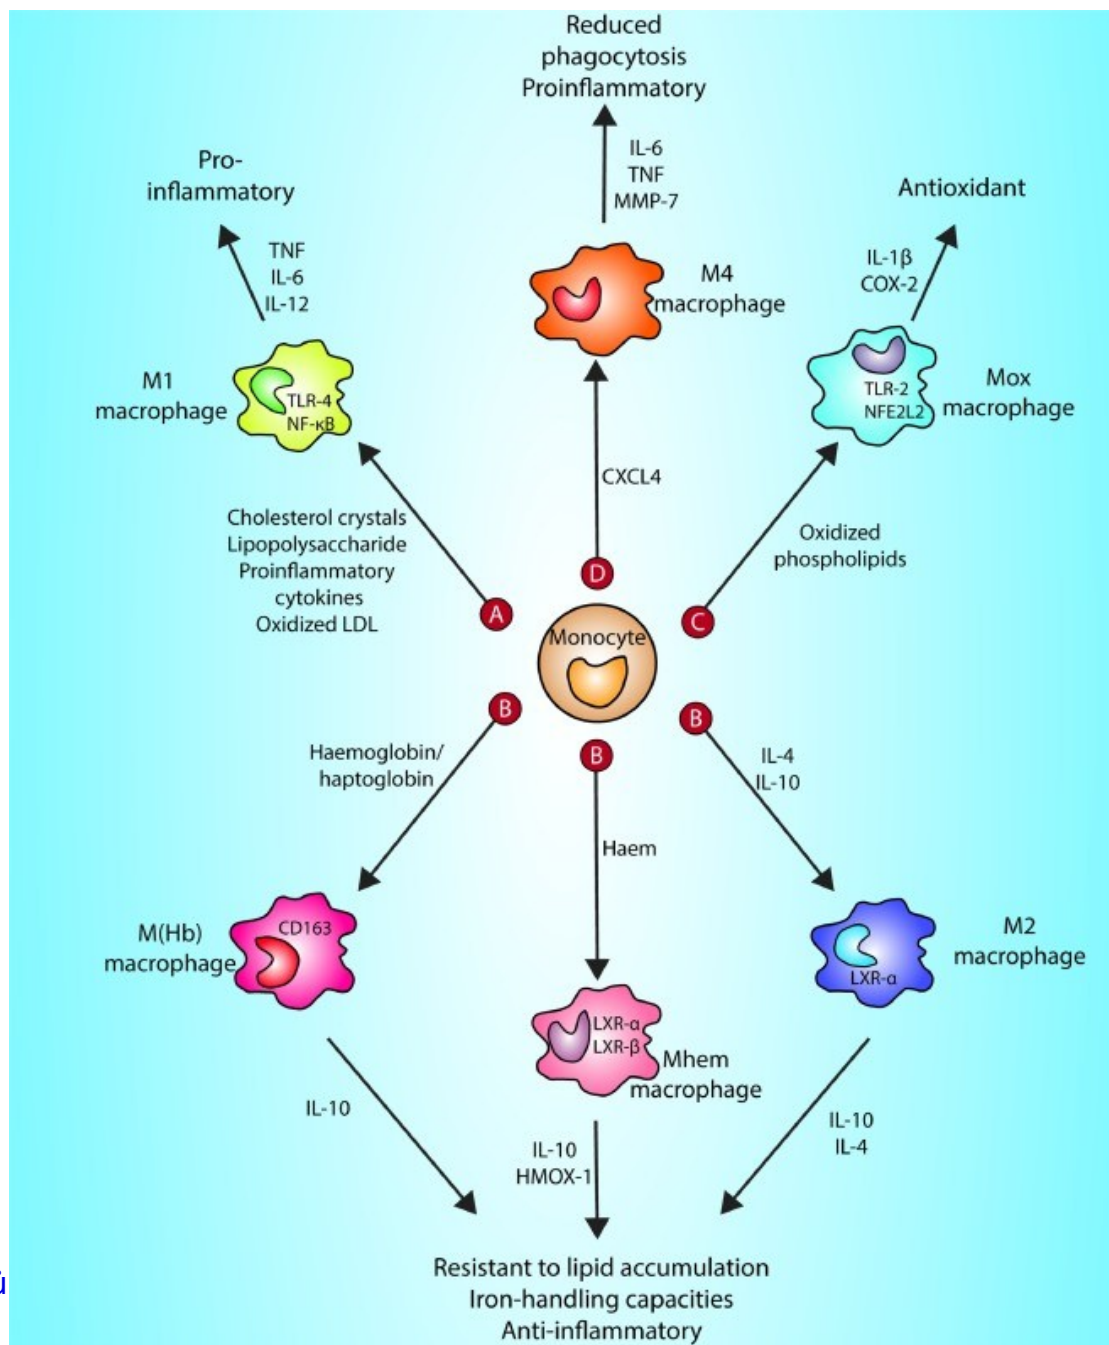 Reduced
phagocytosis
Proinflammatory
IL-6
TNF
MMP-7
Pro-
inflammatory
TNF
IL-6
IL-12
Antioxidant
IL-1β
COX-2
M4
macrophage
M1
macrophage
TLR-4
NF-κB
TLR-2
NFE2L2
Mox
macrophage
CXCL4
Cholesterol crystals
Lipopolysaccharide
Proinflammatory
cytokines
Oxidized LDL
Oxidized
phospholipids
D
A
C
Monocyte
B
B
B
Haemoglobin/
haptoglobin
IL-4
IL-10
Haem
M(Hb)
macrophage
CD163
M2
macrophage
LXR-α
LXR-α
LXR-β
Mhem
macrophage
IL-10
IL-10
HMOX-1
IL-10
IL-4
Resistant to lipid accumulation
Iron-handling capacities
Anti-inflammatory